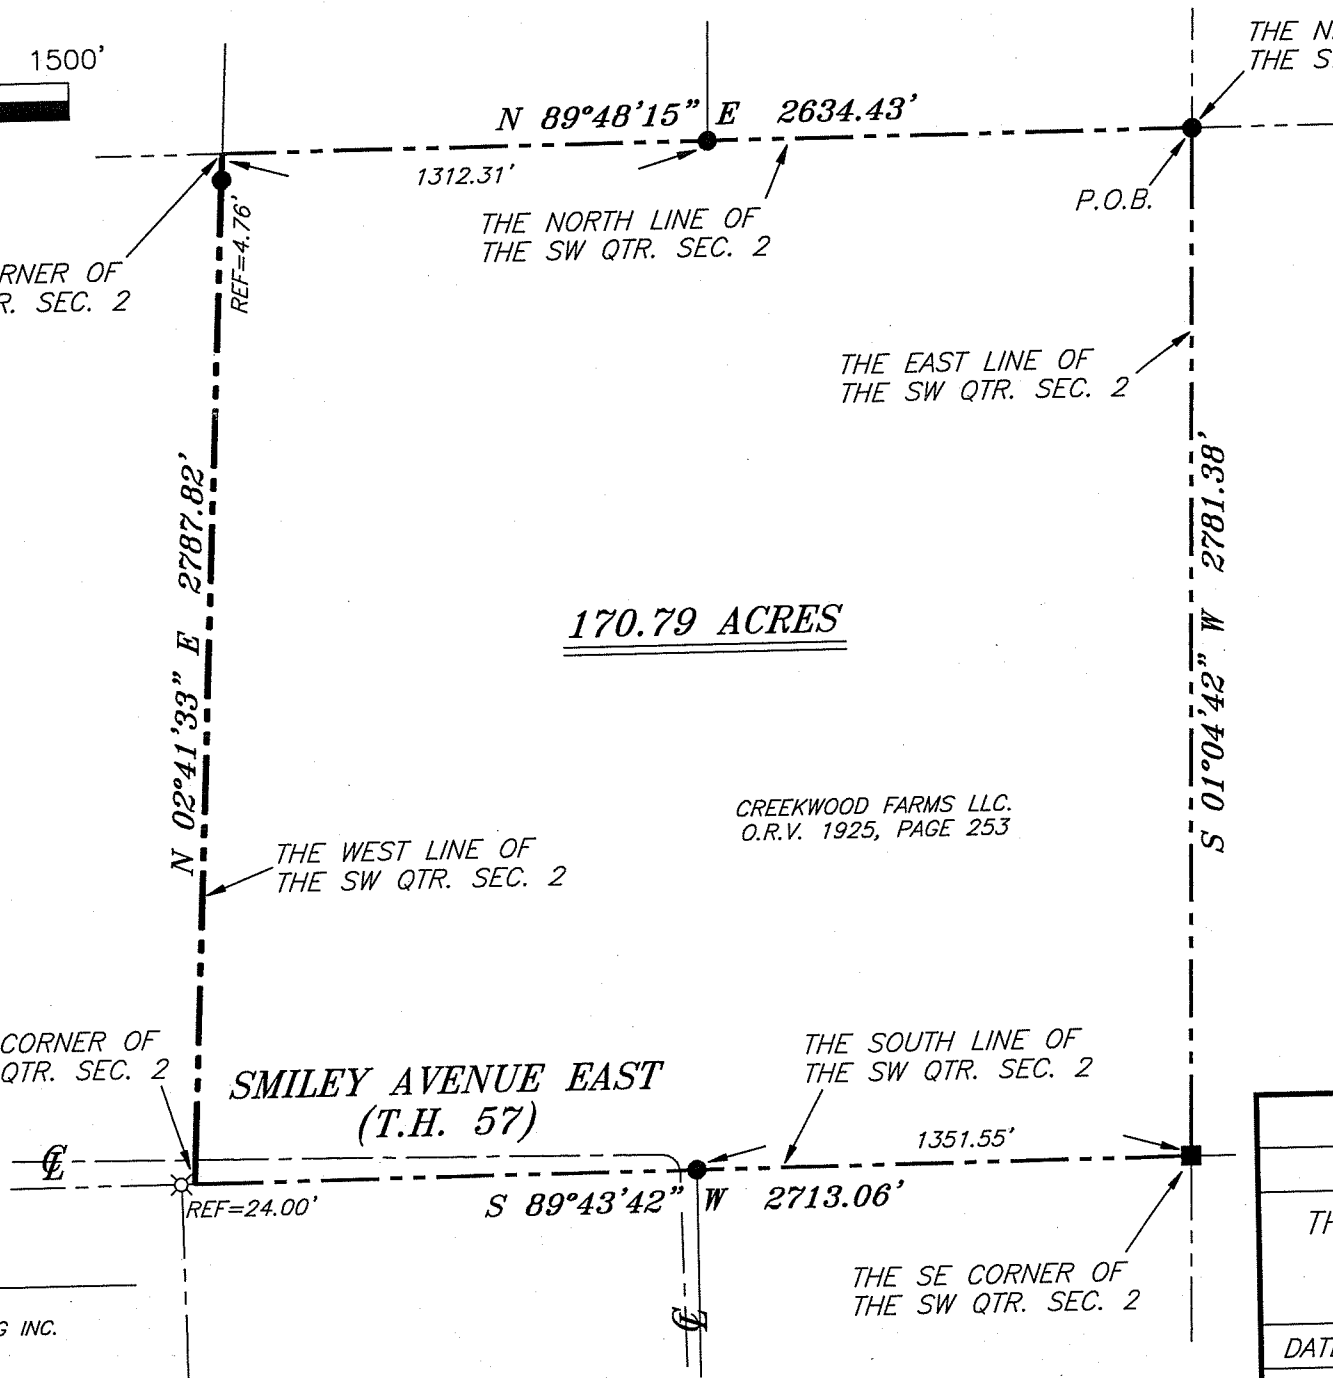 1500'
THE
THE
N 89°48'15" E 2634.43'
1312.31'
P.O.B.
THE NORTH LINE OF
THE SW QTR. SEC. 2
REF=4.76'
OF
SEC. 2
THE EAST LINE OF
THE SW QTR. SEC. 2
N 02°41'33" E 2787.82'
S 01°04'42" W 2781.38'
170.79 ACRES
CREEKWOOD FARMS LLC.
O.R.V. 1925, PAGE 253
THE WEST LINE OF
THE SW QTR. SEC. 2
CORNER OF
QTR. SEC. 2
SMILEY AVENUE EAST
(T.H. 57)
THE SOUTH LINE OF
THE SW QTR. SEC. 2
1351.55'
℄
REF=24.00'
S 89°43'42" W 2713.06'
THE SE CORNER OF
THE SW QTR. SEC. 2
℄
INC.